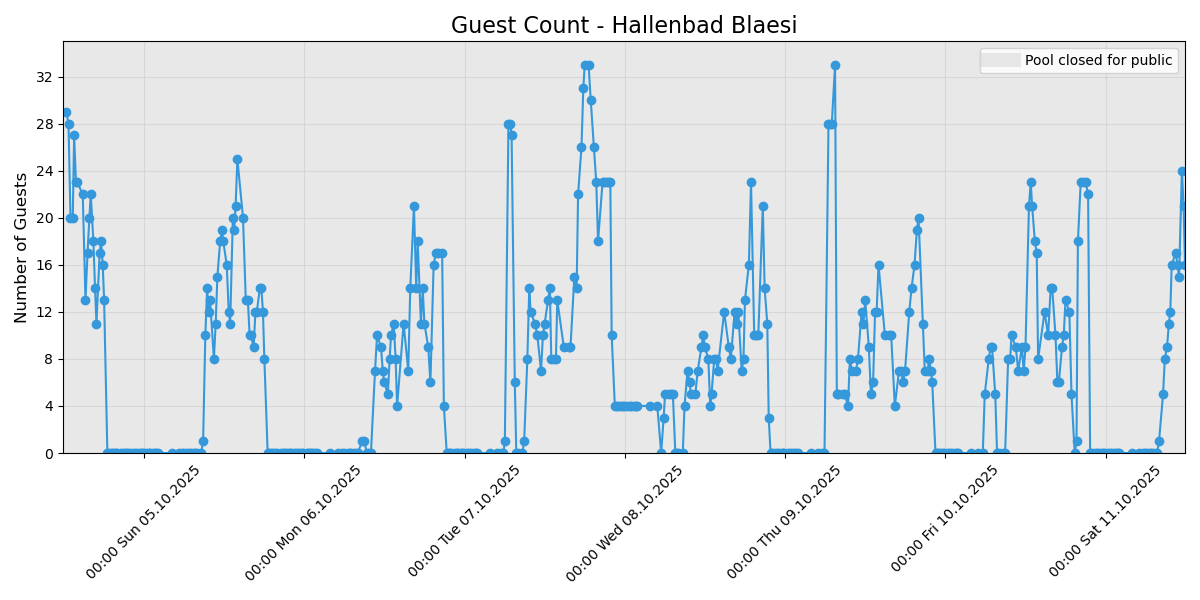 Guest Count - Hallenbad Blaesi
Pool closed for public
Number of Guests
32
28
24
20
16
12
8
4
0
00:00 Sun 05.10.2025
00:00 Mon 06.10.2025
00:00 Tue 07.10.2025
00:00 Wed 08.10.2025
00:00 Thu 09.10.2025
00:00 Fri 10.10.2025
00:00 Sat 11.10.2025